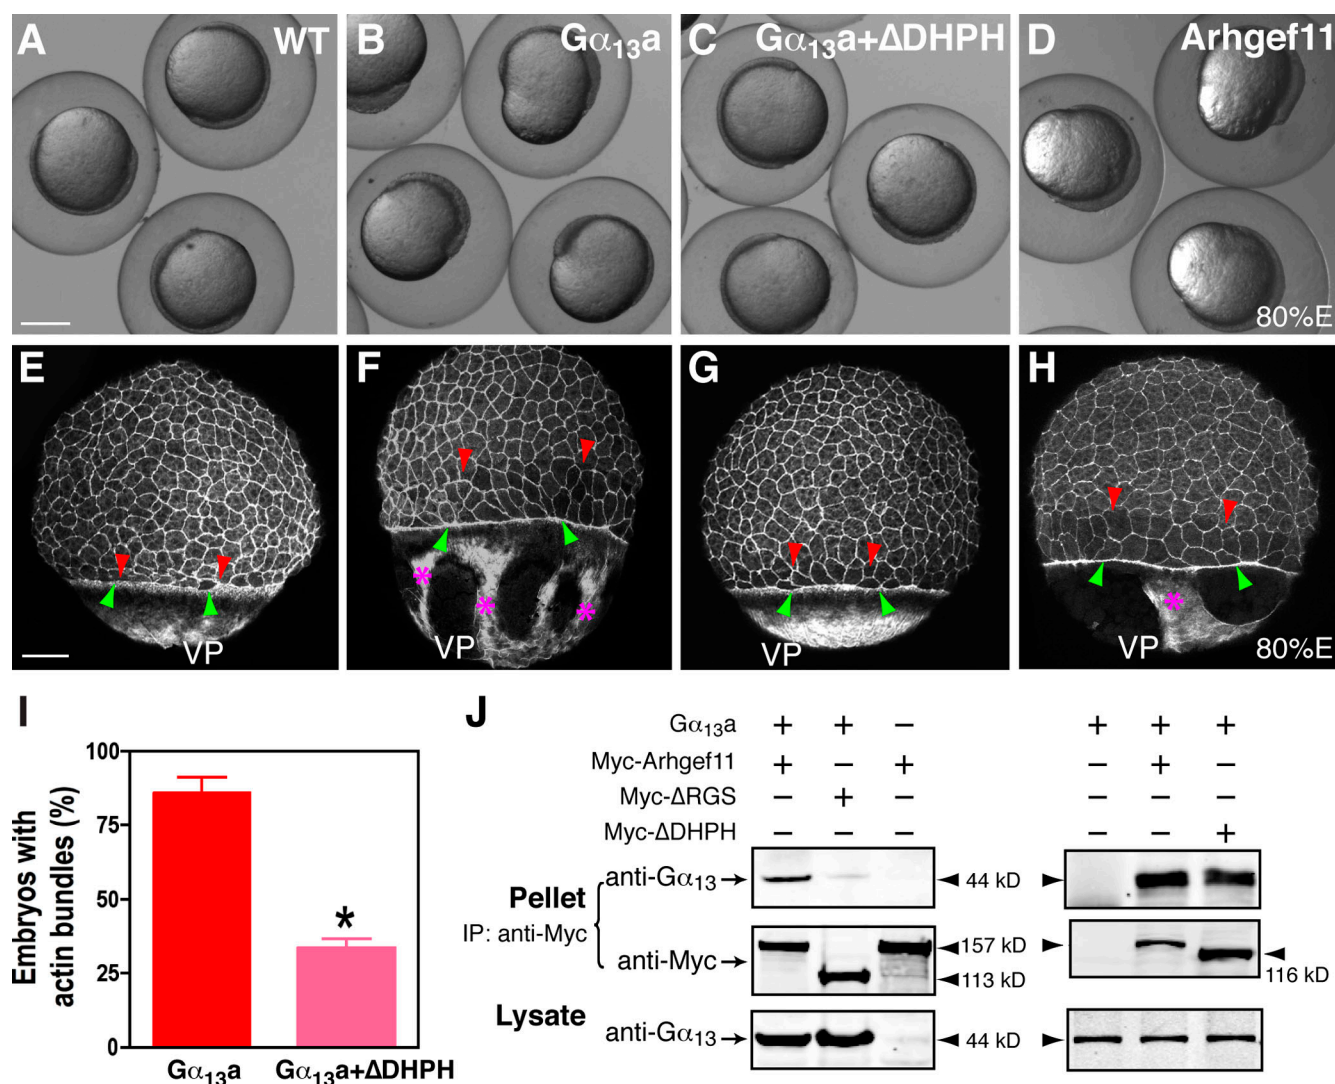 A WT B Gα13a C Gα13a+ΔDHPH D Arhgef11
80%E
E F G H
VP VP VP VP 80%E
I J
Gα13a + + − + + +
Myc-Arhgef11 + − + − + −
Myc-ΔRGS − + − − − −
Myc-ΔDHPH − − − − − +
100
75
50
25
0
Embryos with
actin bundles (%)
*
Gα13a Gα13a+ΔDHPH
Pellet
IP: anti-Myc
anti-Gα13 44 kD
anti-Myc 157 kD
113 kD 116 kD
Lysate
anti-Gα13 44 kD